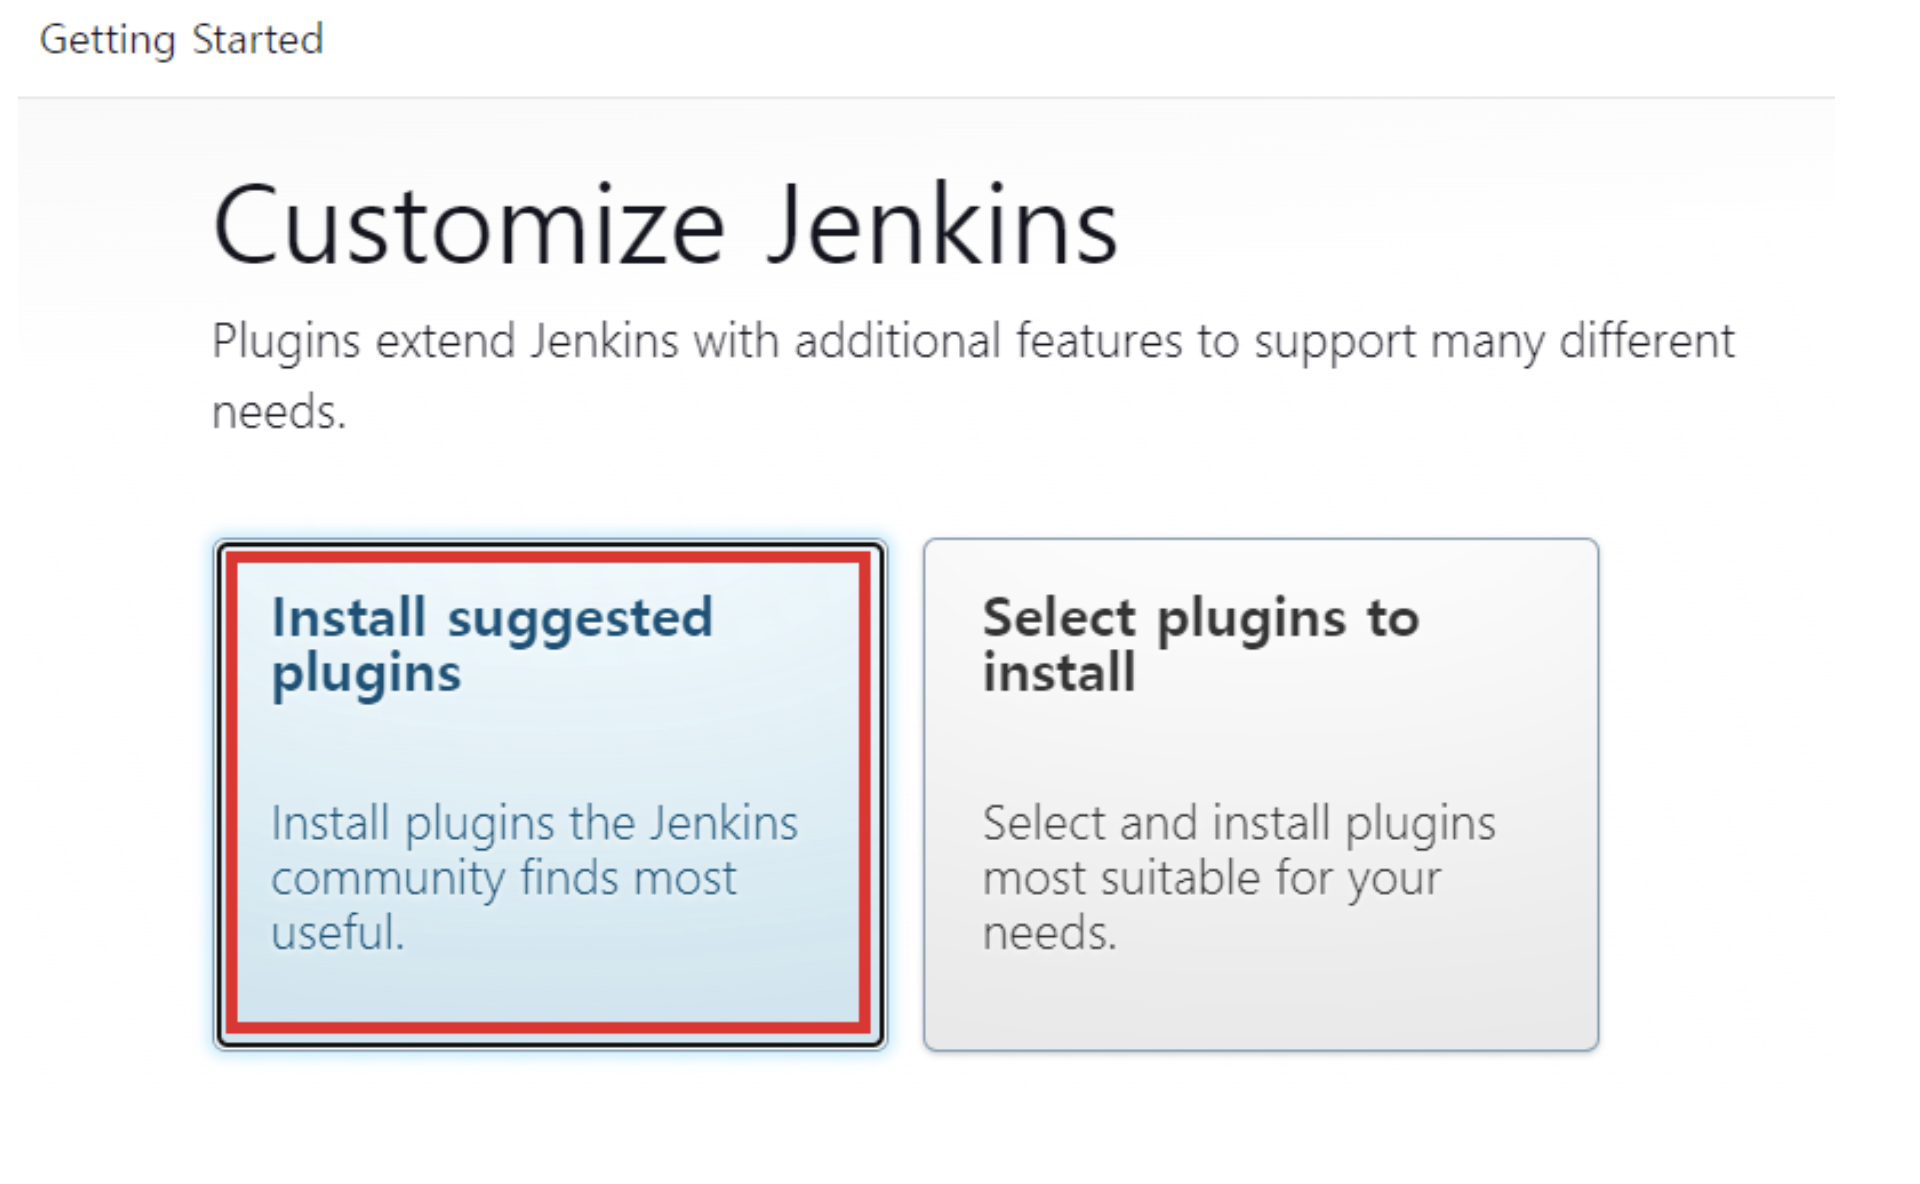 Getting Started
Customize Jenkins
Plugins extend Jenkins with additional features to support many different
needs.
Install suggested
plugins
Install plugins the Jenkins
community finds most
useful.
Select plugins to
install
Select and install plugins
most suitable for your
needs.